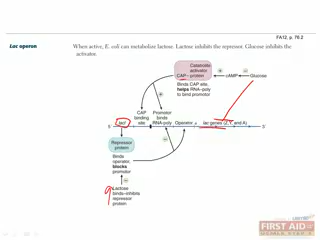 FA12, p. 76.2
Lac operon
When active, E. coli can metabolize lactose. Lactose inhibits the repressor. Glucose inhibits the
activator.
Catabolite
activator
CAP protein
cAMP
Glucose
Binds CAP site
helps RNA–poly
to bind promotor
CAP
binding
site
Promotor
binds
RNA-poly
lacI
Operator
lac genes (Z, Y, and A)
5'
3'
Repressor
protein
Binds
operator,
blocks
promotor
Lactose
binds–inhibits
repressor
protein
FIRST AID